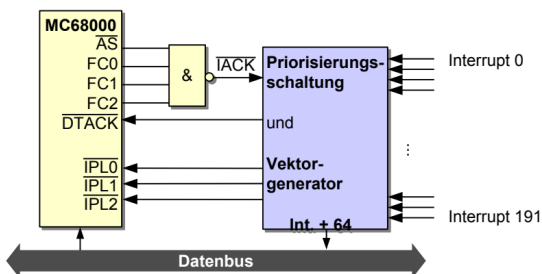 MC68000
AS
FC0
FC1
FC2
DTACK
IPL0
IPL1
IPL2
&
IACK
Priorisierungs-
schaltung
und
Vektor-
generator
Int. + 64
Interrupt 0
⋮
Interrupt 191
Datenbus